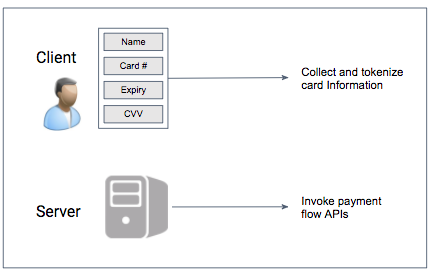 Client
Name
Card #
Expiry
CVV
Collect and tokenize
card Information
Server
Invoke payment
flow APIs